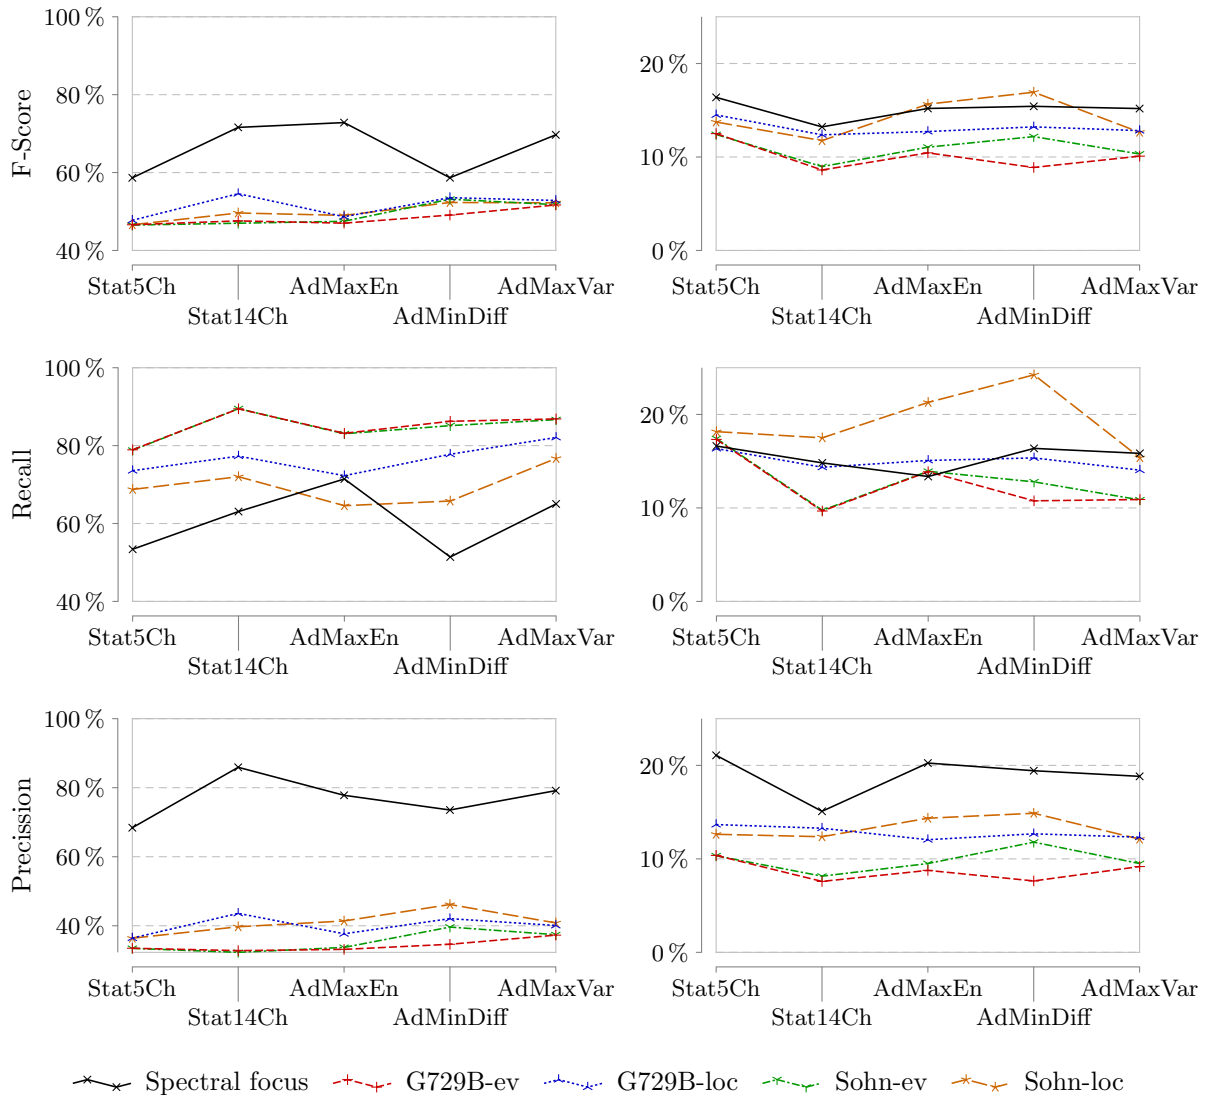 100 %
80 %
60 %
40 %
F-Score
Stat5Ch AdMaxEn AdMaxVar
Stat14Ch AdMinDiff
20 %
10 %
0 %
Stat5Ch AdMaxEn AdMaxVar
Stat14Ch AdMinDiff
100 %
80 %
60 %
40 %
Recall
Stat5Ch AdMaxEn AdMaxVar
Stat14Ch AdMinDiff
20 %
10 %
0 %
Stat5Ch AdMaxEn AdMaxVar
Stat14Ch AdMinDiff
100 %
80 %
60 %
40 %
Precission
Stat5Ch AdMaxEn AdMaxVar
Stat14Ch AdMinDiff
20 %
10 %
0 %
Stat5Ch AdMaxEn AdMaxVar
Stat14Ch AdMinDiff
Spectral focus G729B-ev G729B-loc Sohn-ev Sohn-loc